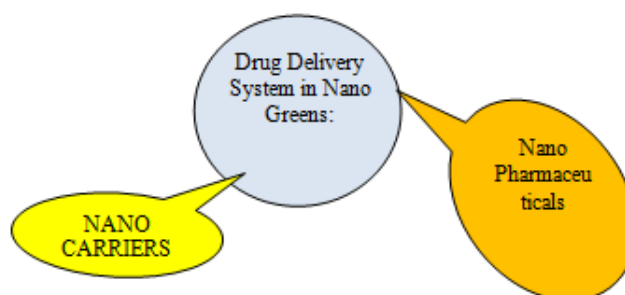 Drug Delivery
System in Nano
Greens:
Nano
Pharmaceu
ticals
NANO
CARRIERS